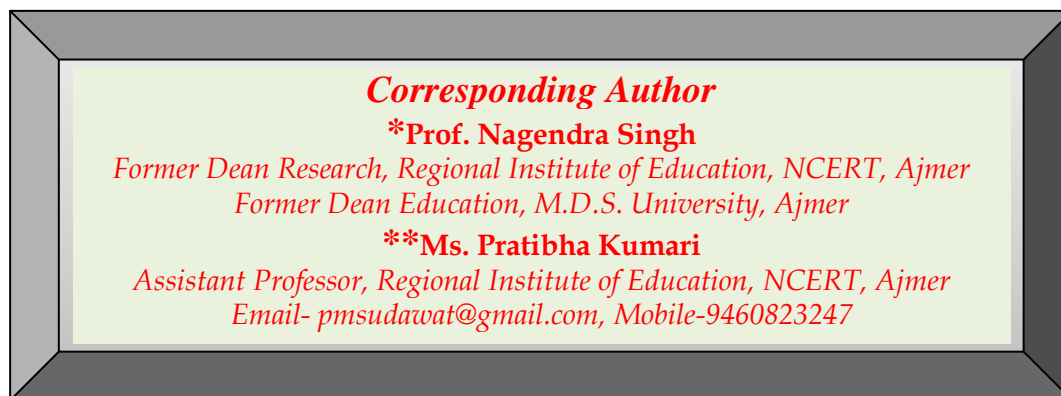 Corresponding Author
*Prof. Nagendra Singh
Former Dean Research, Regional Institute of Education, NCERT, Ajmer
Former Dean Education, M.D.S. University, Ajmer
**Ms. Pratibha Kumari
Assistant Professor, Regional Institute of Education, NCERT, Ajmer
Email- pmsudawat@gmail.com, Mobile-9460823247